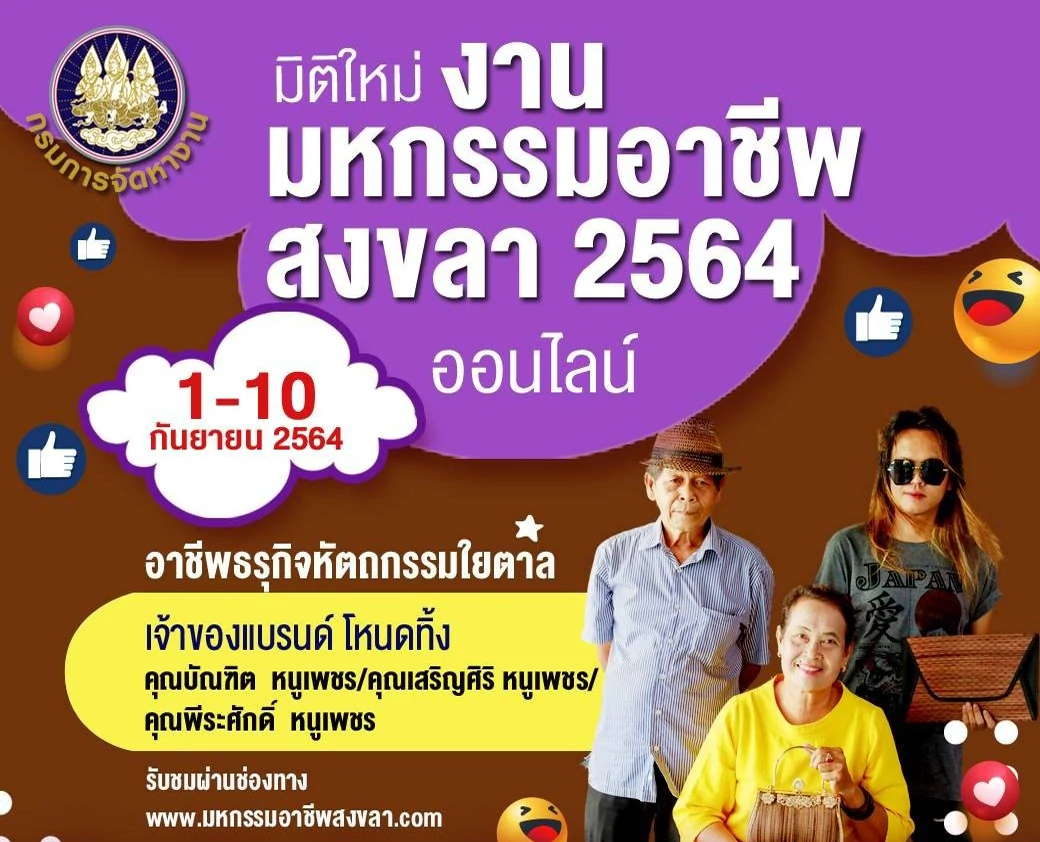 กรมการจัดหางาน
มิติใหม่ งาน
มหกรรมอาชีพ
สงขลา 2564
ออนไลน์
1-10
กันยายน 2564
อาชีพธุรกิจหัตถกรรมใยตาล
เจ้าของแบรนด์ โหนดทิ้ง
คุณบัณฑิต หนูเพชร/คุณเสริญศิริ หนูเพชร/
คุณพีระศักดิ์ หนูเพชร
รับชมผ่านช่องทาง
www.มหกรรมอาชีพสงขลา.com
JAPAN
愛